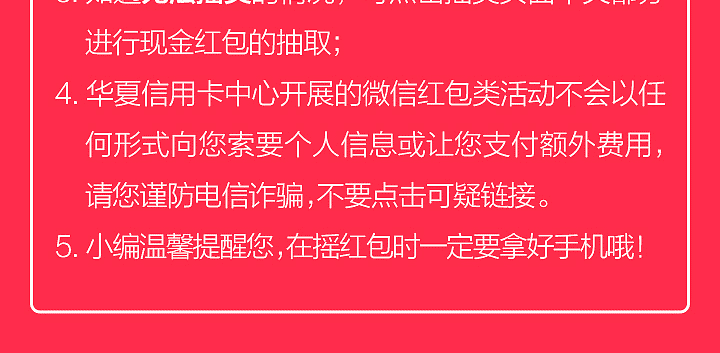 进行现金红包的抽取;
4. 华夏信用卡中心开展的微信红包类活动不会以任
何形式向您索要个人信息或让您支付额外费用,
请您谨防电信诈骗,不要点击可疑链接。
5. 小编温馨提醒您,在摇红包时一定要拿好手机哦!